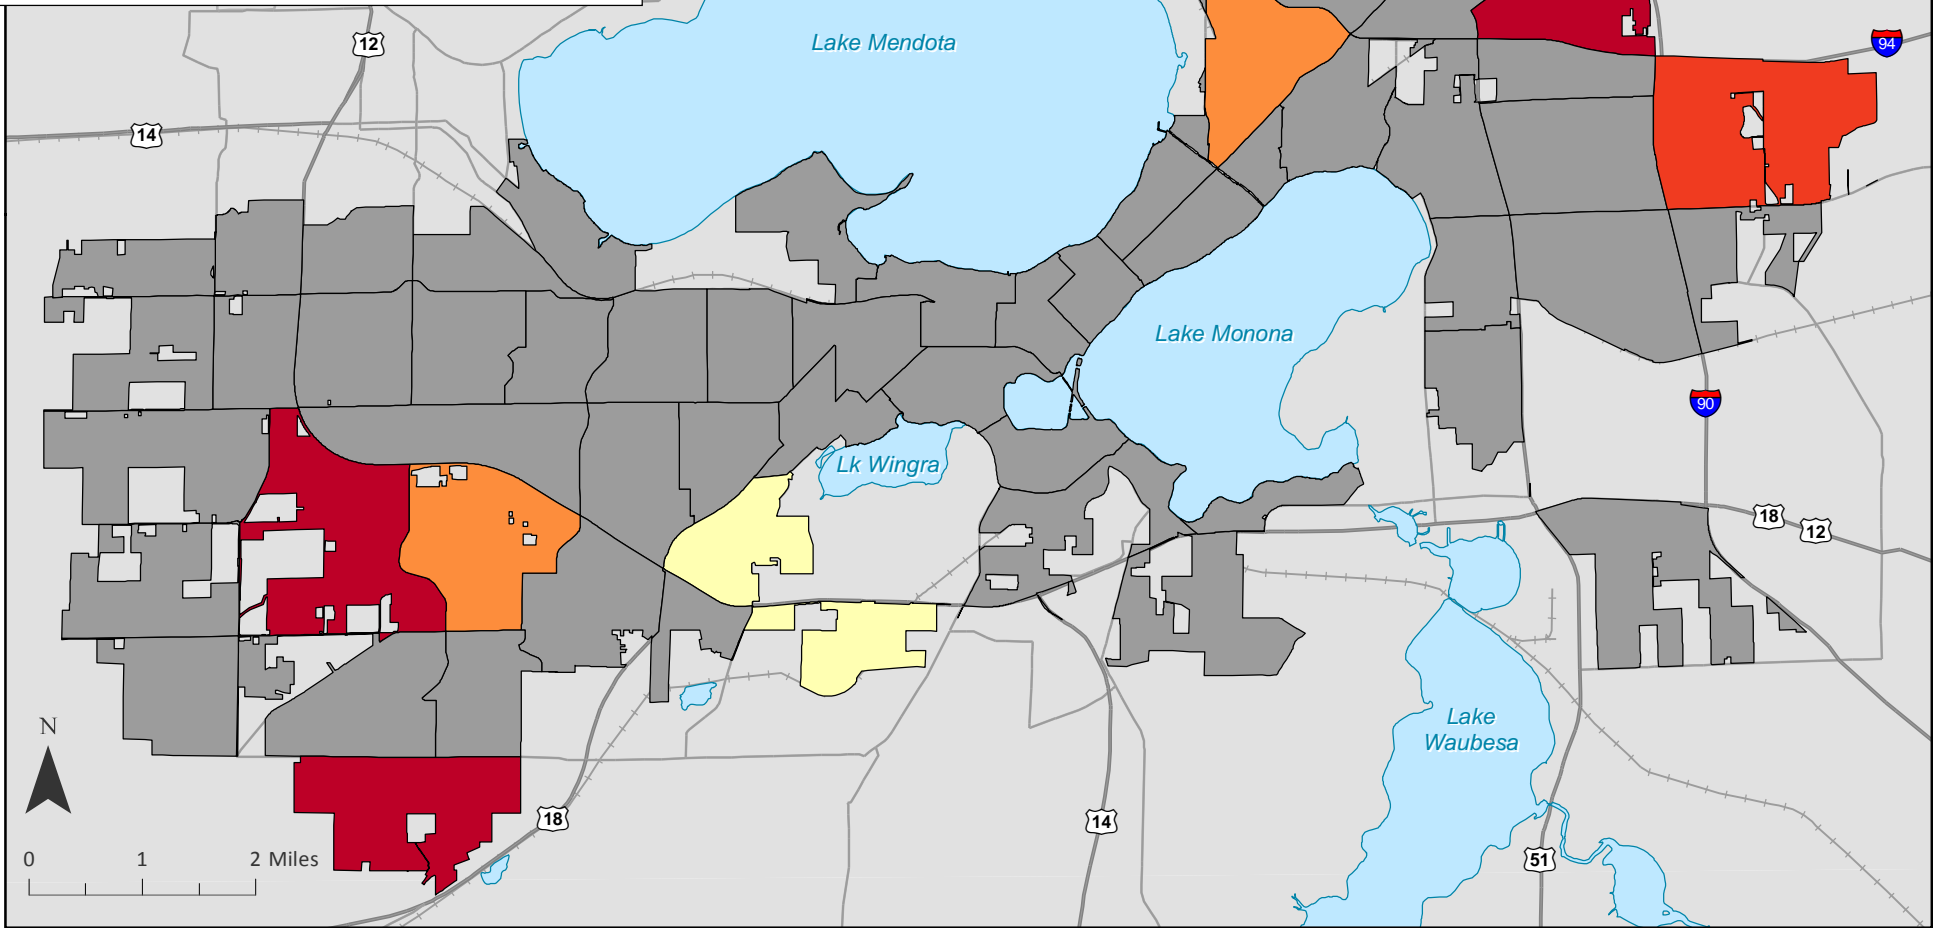 Lake Mendota
12
94
14
Lake Monona
90
Lk Wingra
18
12
Lake
Waubesa
N
18
14
51
0 1 2 Miles